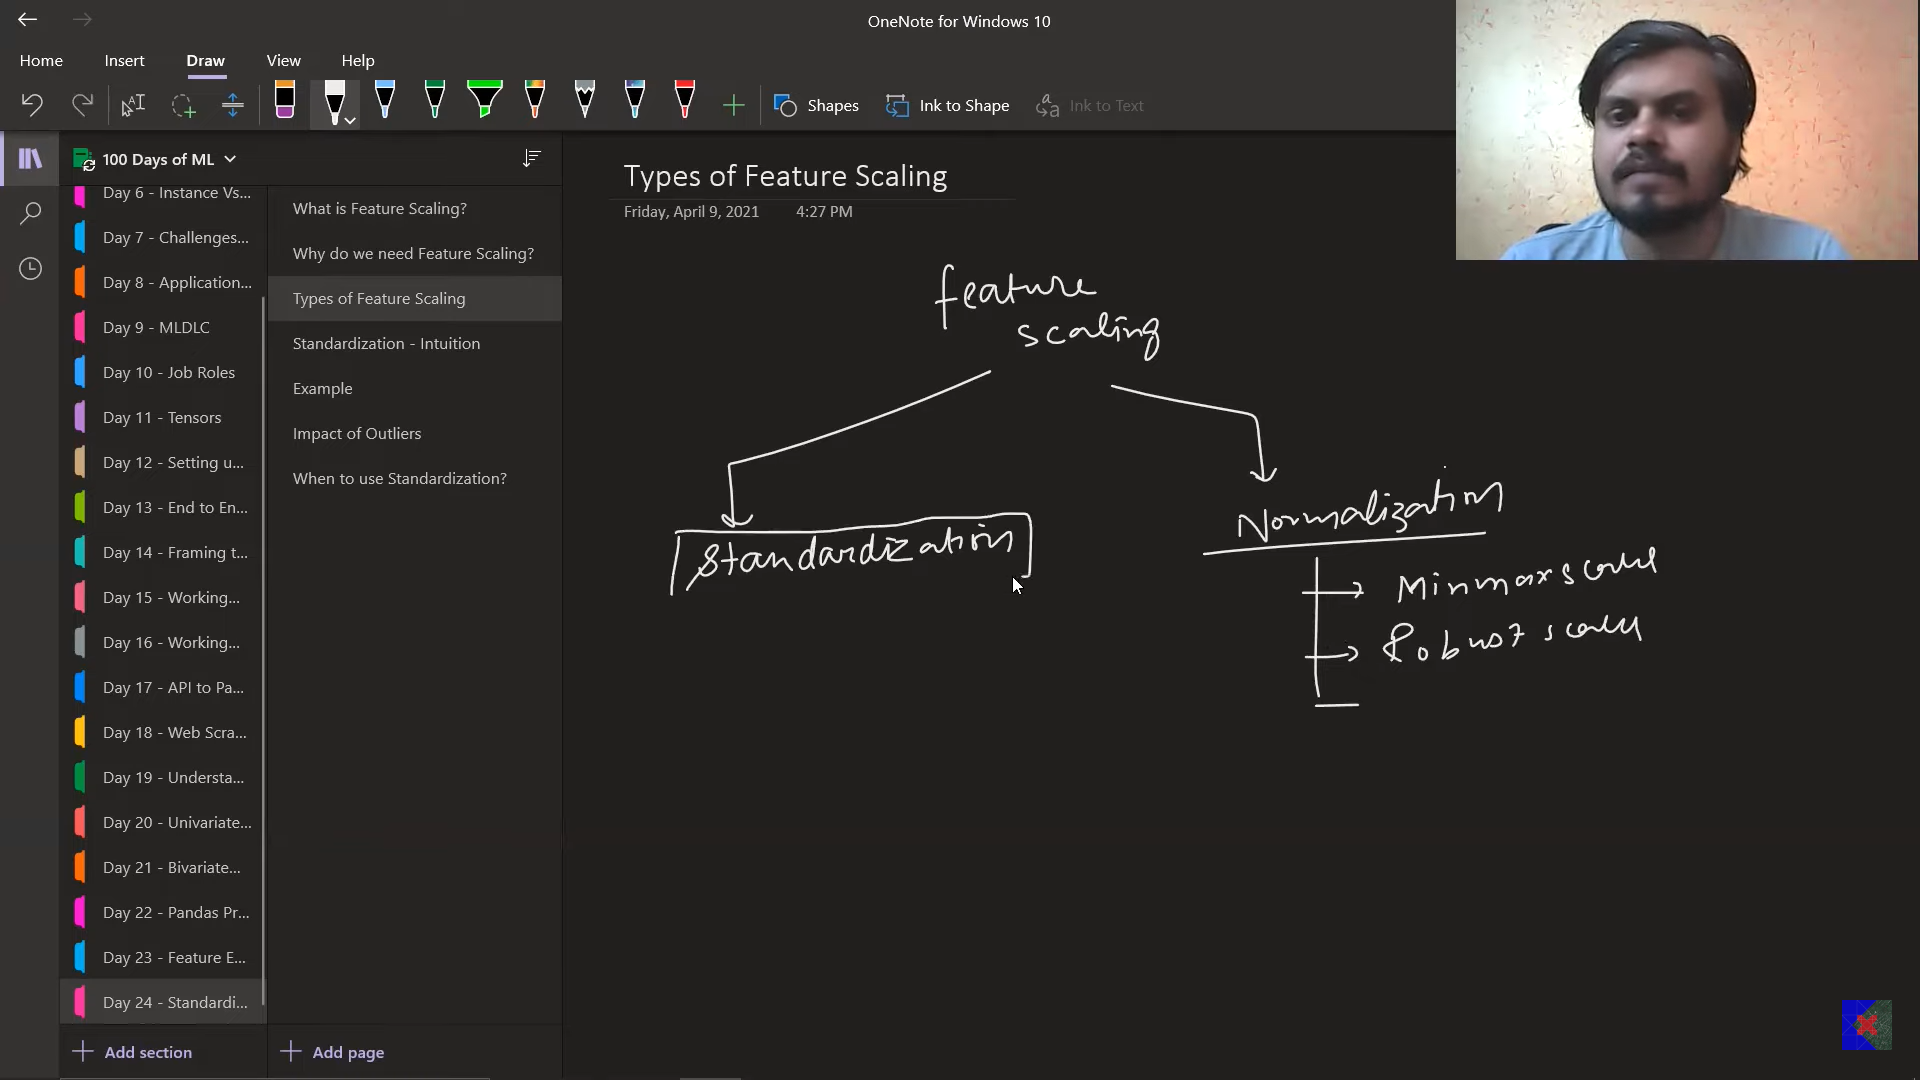 OneNote for Windows 10
Home Insert Draw View Help
Shapes Ink to Shape Ink to Text
100 Days of ML
Day 6 - Instance Vs...
Day 7 - Challenges...
Day 8 - Application...
Day 9 - MLDLC
Day 10 - Job Roles
Day 11 - Tensors
Day 12 - Setting u...
Day 13 - End to En...
Day 14 - Framing t...
Day 15 - Working...
Day 16 - Working...
Day 17 - API to Pa...
Day 18 - Web Scra...
Day 19 - Understa...
Day 20 - Univariate...
Day 21 - Bivariate...
Day 22 - Pandas Pr...
Day 23 - Feature E...
Day 24 - Standardi...
Add section
What is Feature Scaling?
Why do we need Feature Scaling?
Types of Feature Scaling
Standardization - Intuition
Example
Impact of Outliers
When to use Standardization?
Add page
Types of Feature Scaling
Friday, April 9, 2021 4:27 PM
feature
scaling
Standardization
Normalization
Minmax
Robust